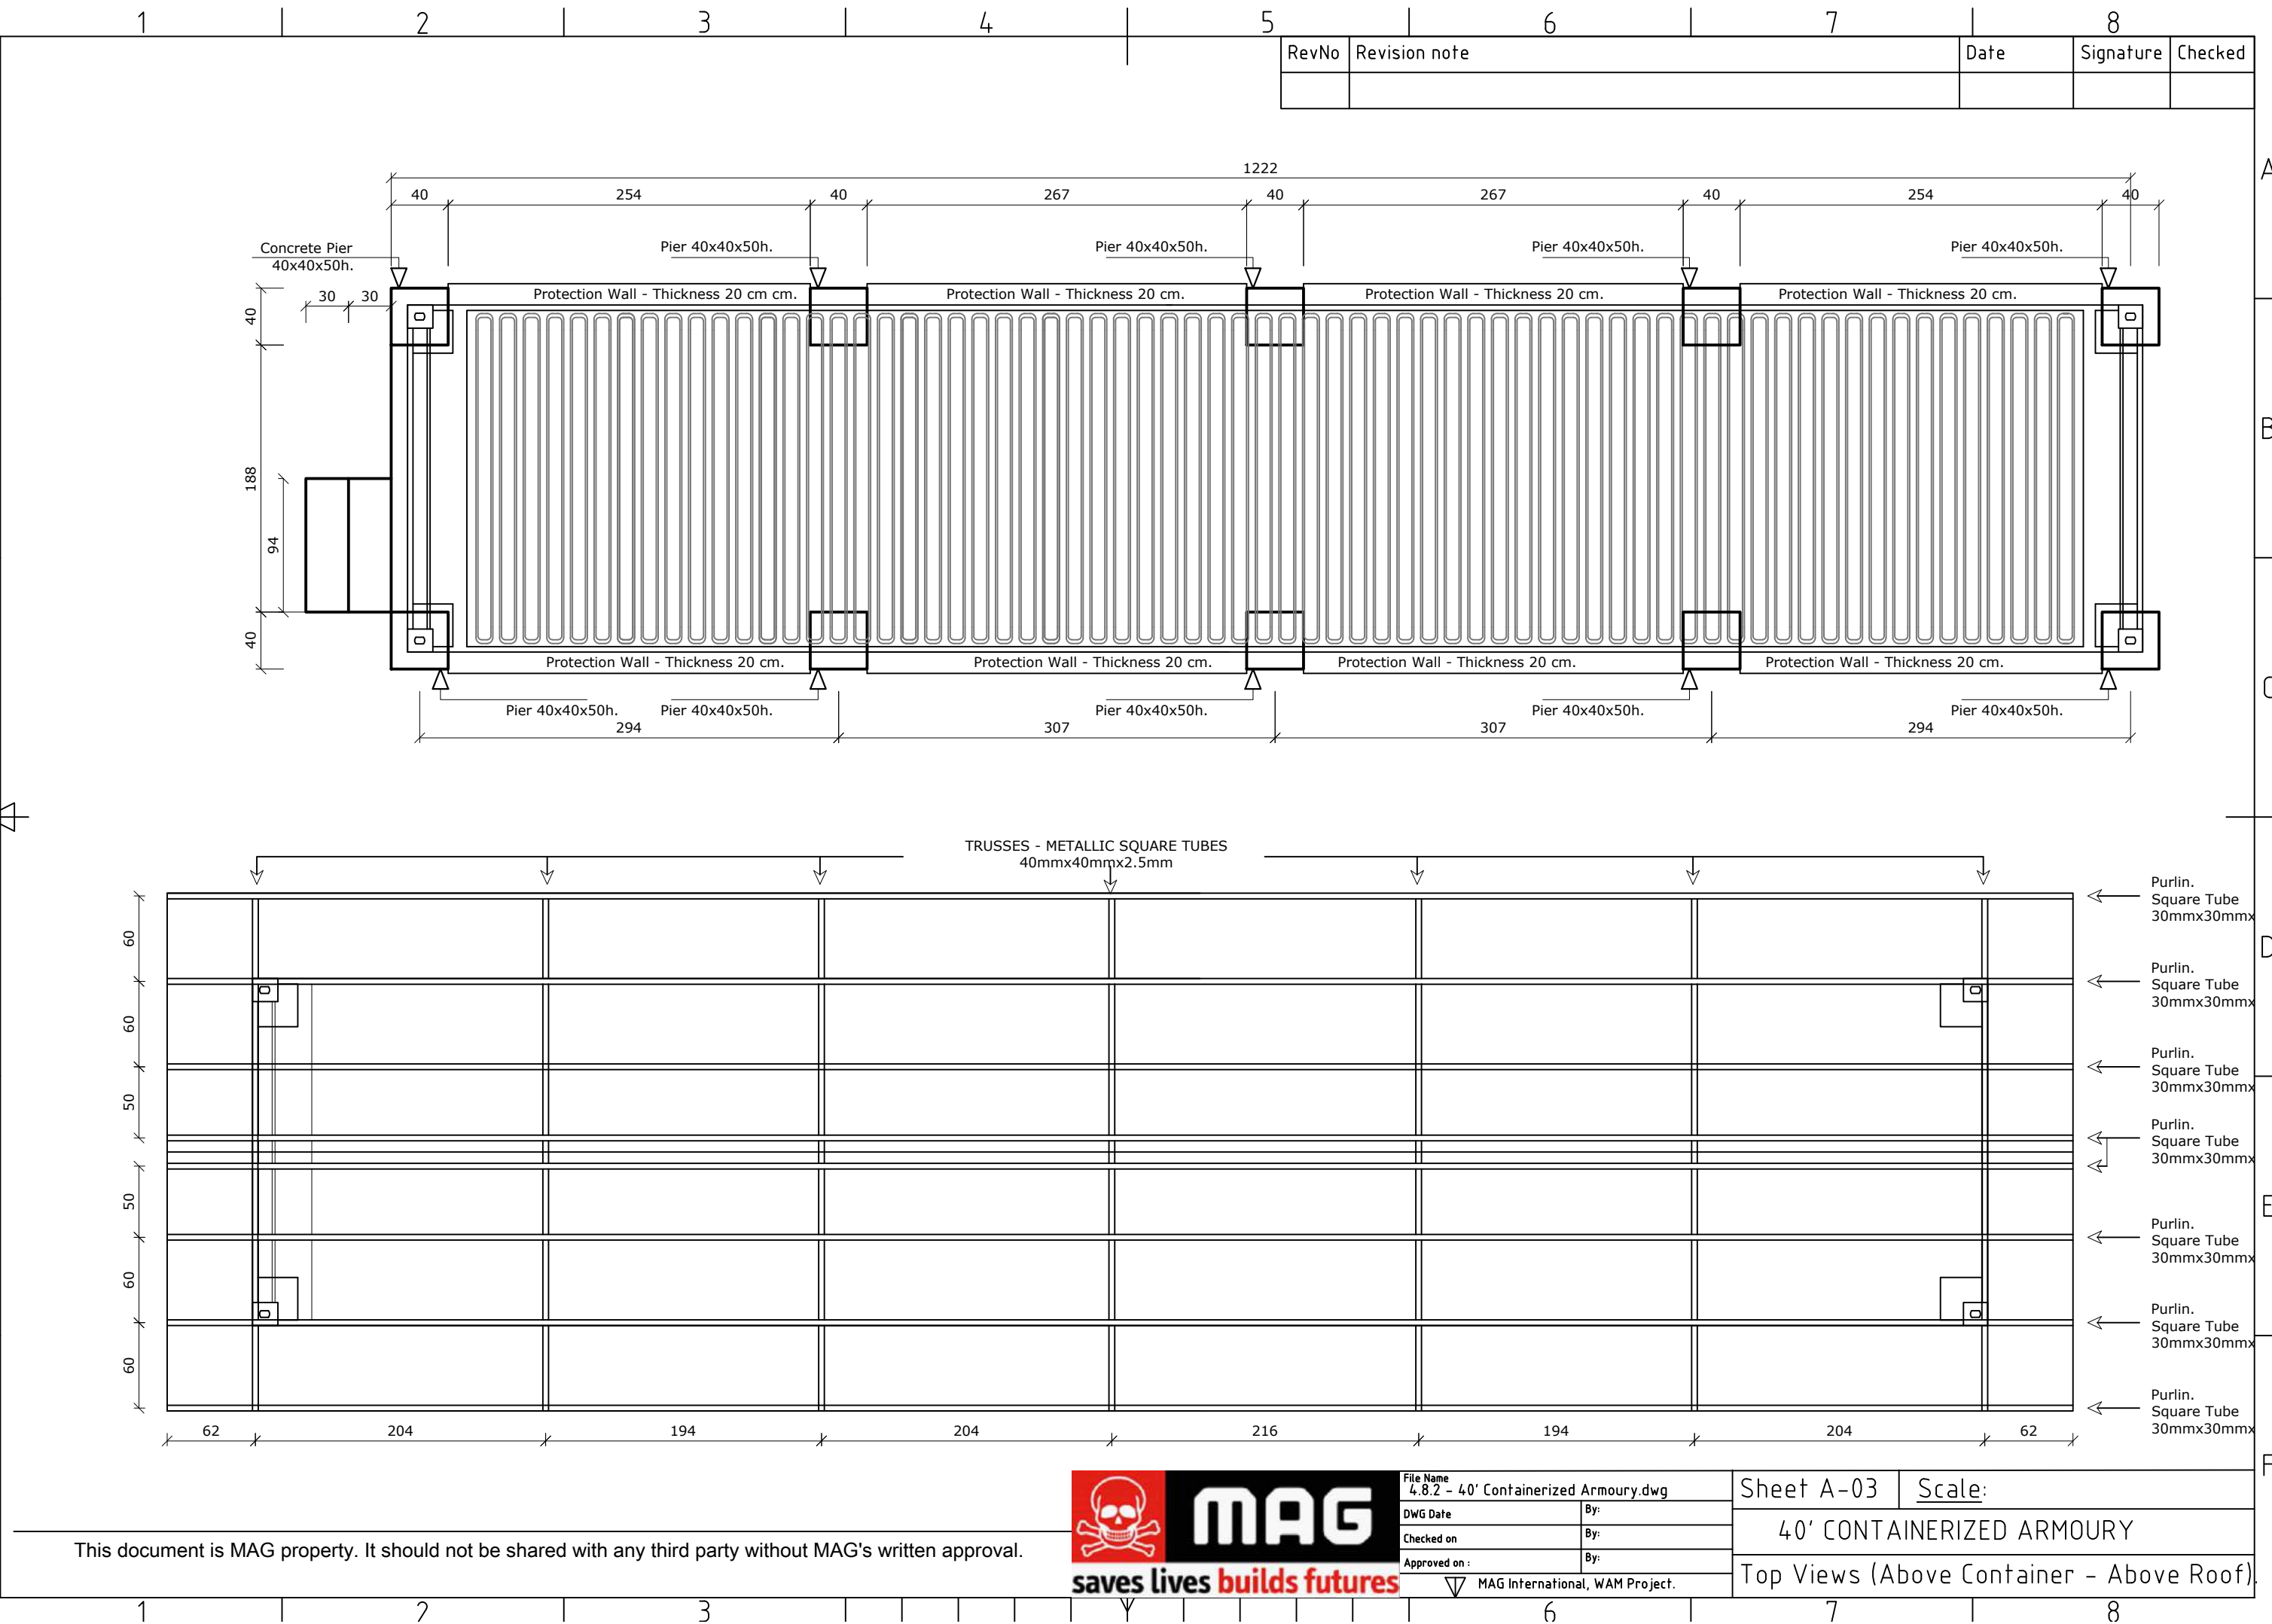 1 2 3 4 5 6 7 8
RevNo Revision note Date Signature Checked
A
1222
40 254 40 267 40 267 40 254 40
Concrete Pier
40x40x50h.
Pier 40x40x50h. Pier 40x40x50h. Pier 40x40x50h. Pier 40x40x50h.
30 30
40
Protection Wall - Thickness 20 cm cm. Protection Wall - Thickness 20 cm. Protection Wall - Thickness 20 cm. Protection Wall - Thickness 20 cm.
B
188
94
40
Protection Wall - Thickness 20 cm. Protection Wall - Thickness 20 cm. Protection Wall - Thickness 20 cm. Protection Wall - Thickness 20 cm.
C
Pier 40x40x50h. Pier 40x40x50h. Pier 40x40x50h. Pier 40x40x50h. Pier 40x40x50h.
294 307 307 294
TRUSSES - METALLIC SQUARE TUBES
40mmx40mmx2.5mm
Purlin.
Square Tube
30mmx30mmx
60
D
Purlin.
Square Tube
30mmx30mmx
60
Purlin.
Square Tube
30mmx30mmx
50
Purlin.
Square Tube
30mmx30mmx
50
E
Purlin.
Square Tube
30mmx30mmx
60
Purlin.
Square Tube
30mmx30mmx
60
Purlin.
Square Tube
30mmx30mmx
62 204 194 204 216 194 204 62
F
This document is MAG property. It should not be shared with any third party without MAG's written approval.
MAG
saves lives builds futures
File Name
4.8.2 - 40' Containerized Armoury.dwg
DWG Date By:
Checked on By:
Approved on : By:
MAG International, WAM Project.
Sheet A-03 Scale:
40' CONTAINERIZED ARMOURY
Top Views (Above Container - Above Roof).
1 2 3 6 7 8